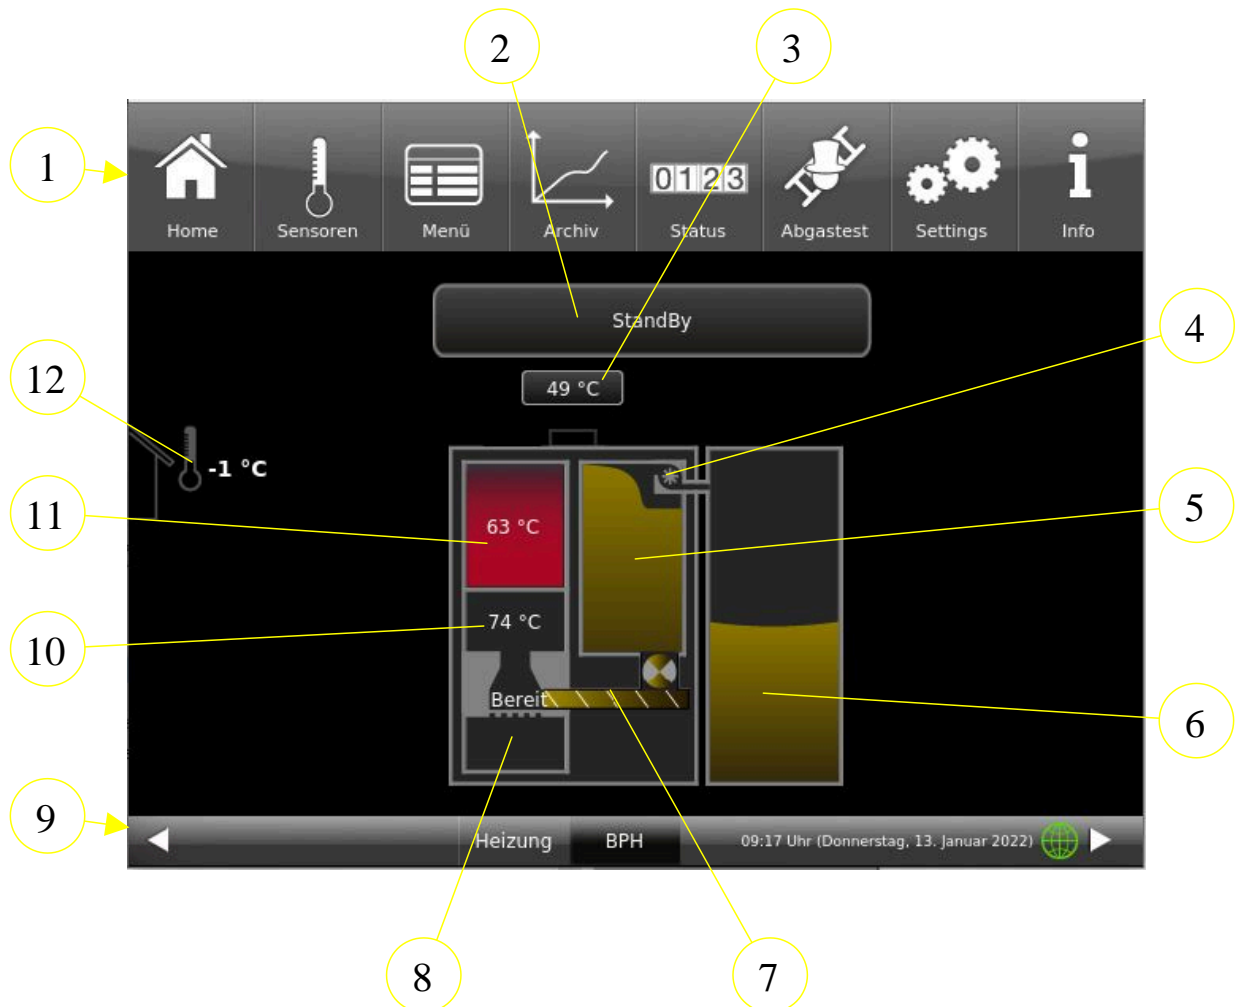 2 3
1
0123
Home Sensoren Menü Archiv Status Abgastest Settings Info
StandBy
4
49 °C
12
-1 °C
11
63 °C
5
10
74 °C
Bereit
6
9
Heizung BPH 09:17 Uhr (Donnerstag, 13. Januar 2022)
8 7